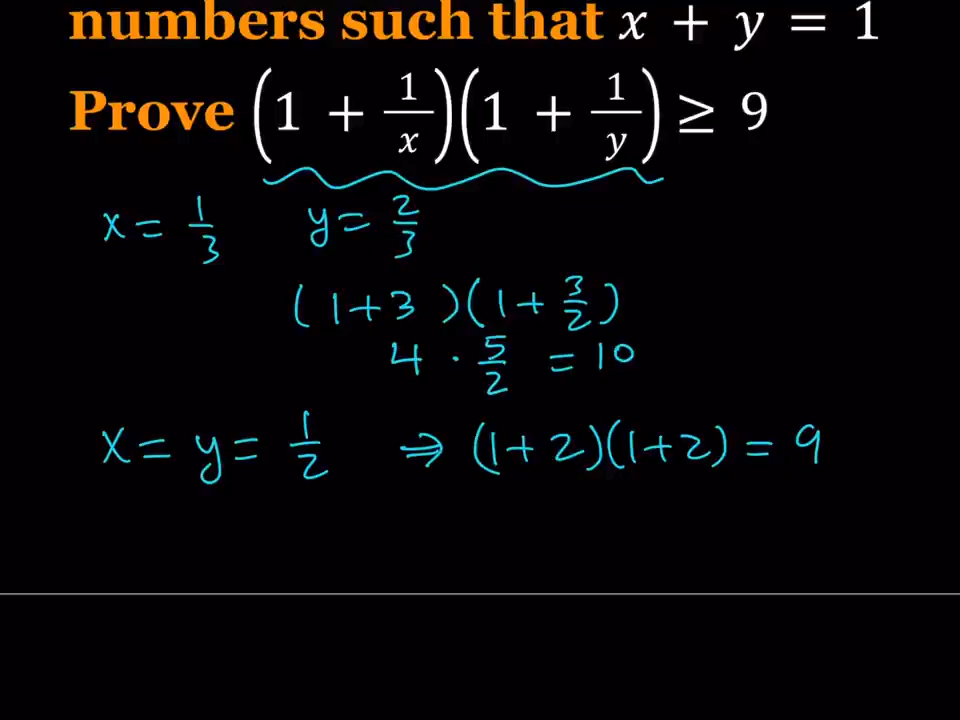 numbers such that x + y = 1
Prove (1 + 1/x)(1 + 1/y) ≥ 9
x = 1/3 y = 2/3
(1+3)(1+3/2)
4 · 5/2 = 10
x = y = 1/2 ⇒ (1+2)(1+2) = 9